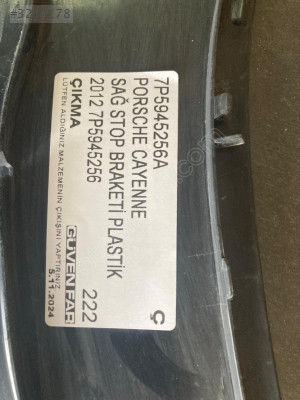 7P5945256A
PORSCHE CAYENNE
SAĞ STOP BRAKETİ PLASTİK
2012 7P5945256
222
Ç
ÇIKMA
GÜVEN FAB
LÜTFEN ALDIĞINIZ MALZEMENİN ÇIKIŞINI YAPTIRINIZ
5.11.2024